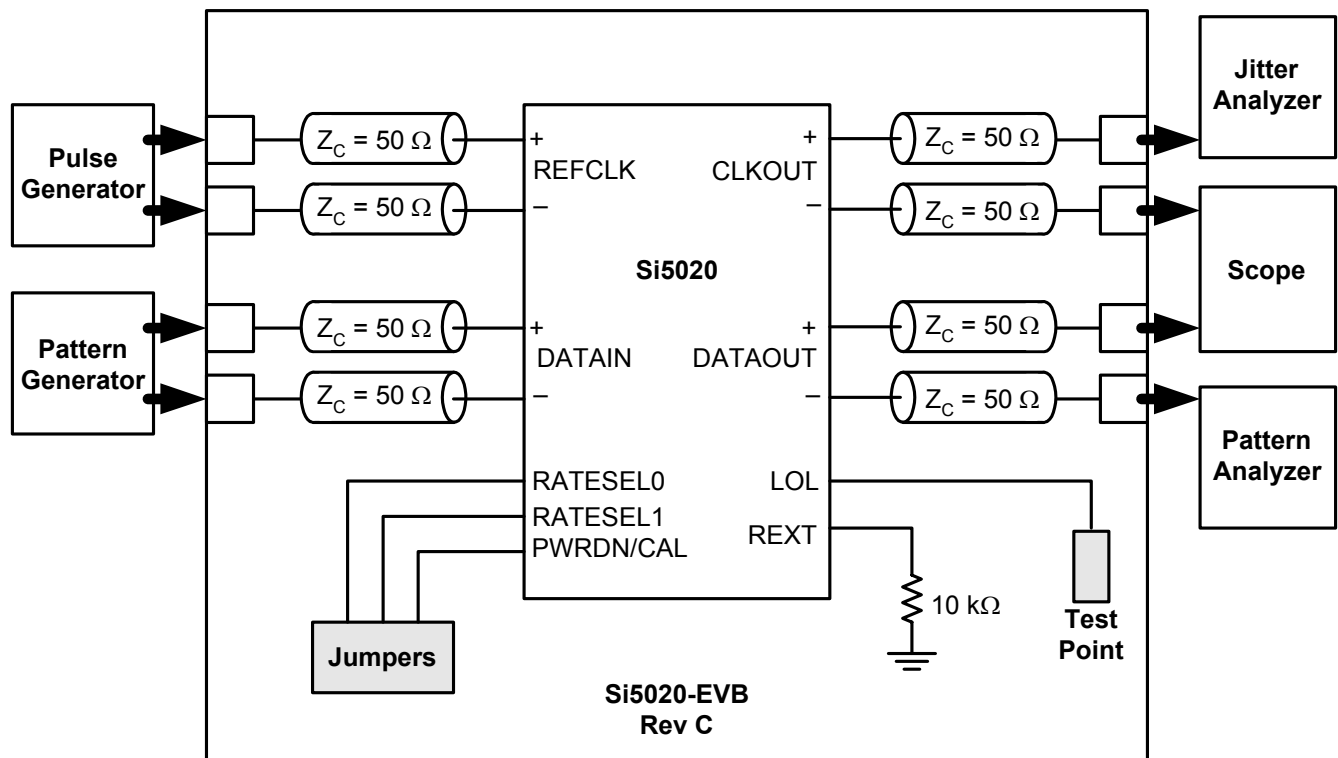 Jitter
Analyzer
Pulse
Generator
Z_C = 50 Ω
Z_C = 50 Ω
+
REFCLK
−
+
CLKOUT
−
Z_C = 50 Ω
Z_C = 50 Ω
Si5020
Scope
Pattern
Generator
Z_C = 50 Ω
Z_C = 50 Ω
+
DATAIN
−
+
DATAOUT
−
Z_C = 50 Ω
Z_C = 50 Ω
Pattern
Analyzer
RATESEL0
RATESEL1
PWRDN/CAL
LOL
REXT
10 kΩ
Test
Point
Jumpers
Si5020-EVB
Rev C